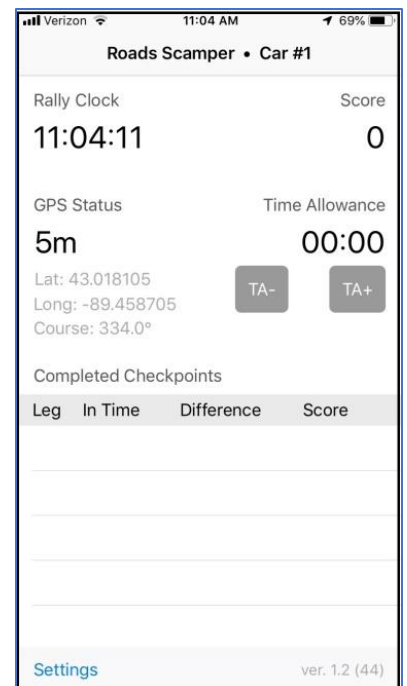 Verizon 11:04 AM 69%
Roads Scamper • Car #1
Rally Clock Score
11:04:11 0
GPS Status Time Allowance
5m 00:00
Lat: 43.018105
Long: -89.458705
Course: 334.0°
TA- TA+
Completed Checkpoints
Leg In Time Difference Score
Settings ver. 1.2 (44)